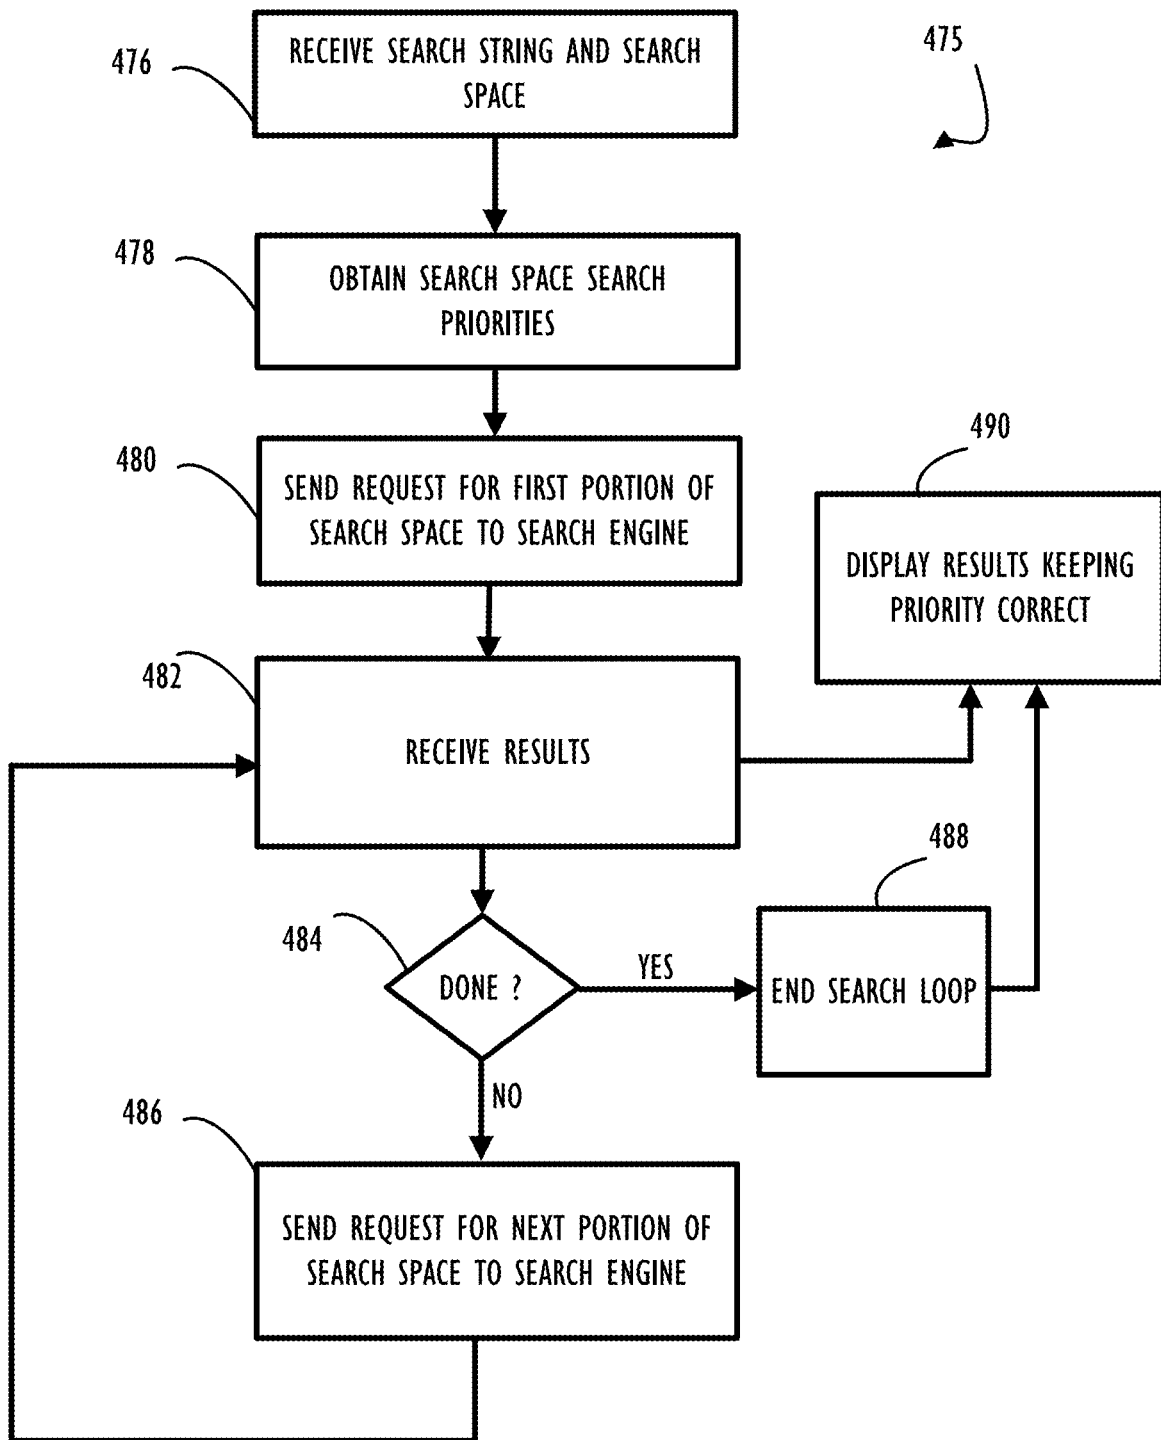 475
476
RECEIVE SEARCH STRING AND SEARCH
SPACE
478
OBTAIN SEARCH SPACE SEARCH
PRIORITIES
480
SEND REQUEST FOR FIRST PORTION OF
SEARCH SPACE TO SEARCH ENGINE
490
DISPLAY RESULTS KEEPING
PRIORITY CORRECT
482
RECEIVE RESULTS
484
DONE ?
YES
488
END SEARCH LOOP
NO
486
SEND REQUEST FOR NEXT PORTION OF
SEARCH SPACE TO SEARCH ENGINE